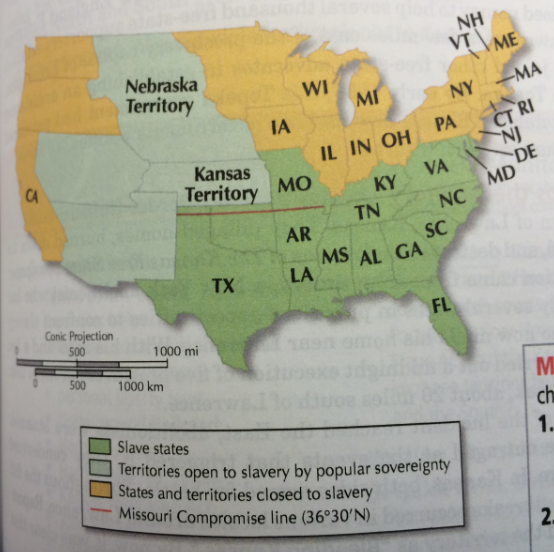 NH
VT
ME
MA
NY
WI
MI
RI
CT
PA
NJ
DE
MD
Nebraska
Territory
IA
IL
IN
OH
Kansas
Territory
MO
KY
VA
CA
TN
NC
SC
AR
MS
AL
GA
LA
TX
FL
Conic Projection
0 500 1000 mi
0 500 1000 km
Slave states
Territories open to slavery by popular sovereignty
States and territories closed to slavery
Missouri Compromise line (36°30'N)
M
ch
1.
2.